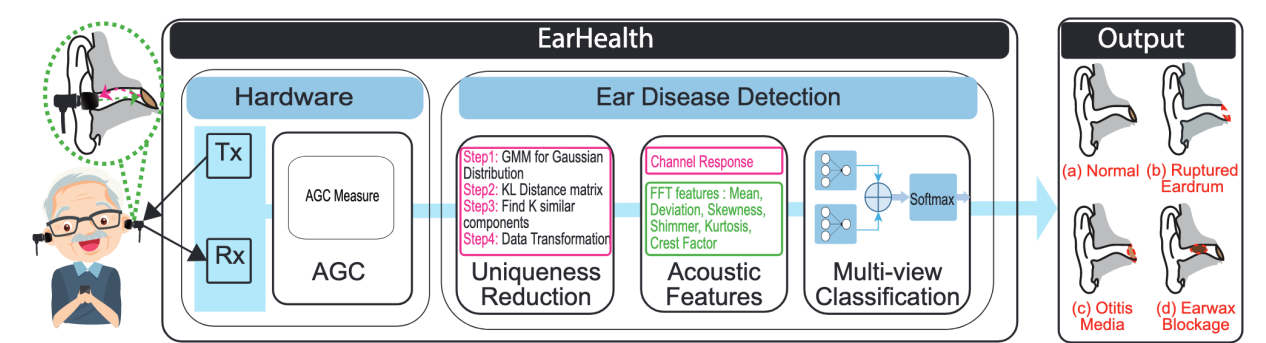 EarHealth
Hardware
Tx
Rx
AGC Measure
AGC
Ear Disease Detection
Step1: GMM for Gaussian
Distribution
Step2: KL Distance matrix
Step3: Find K similar
components
Step4: Data Transformation
Uniqueness
Reduction
Channel Response
FFT features : Mean,
Deviation, Skewness,
Shimmer, Kurtosis,
Crest Factor
Acoustic
Features
Softmax
Multi-view
Classification
Output
(a) Normal
(b) Ruptured
Eardrum
(c) Otitis
Media
(d) Earwax
Blockage